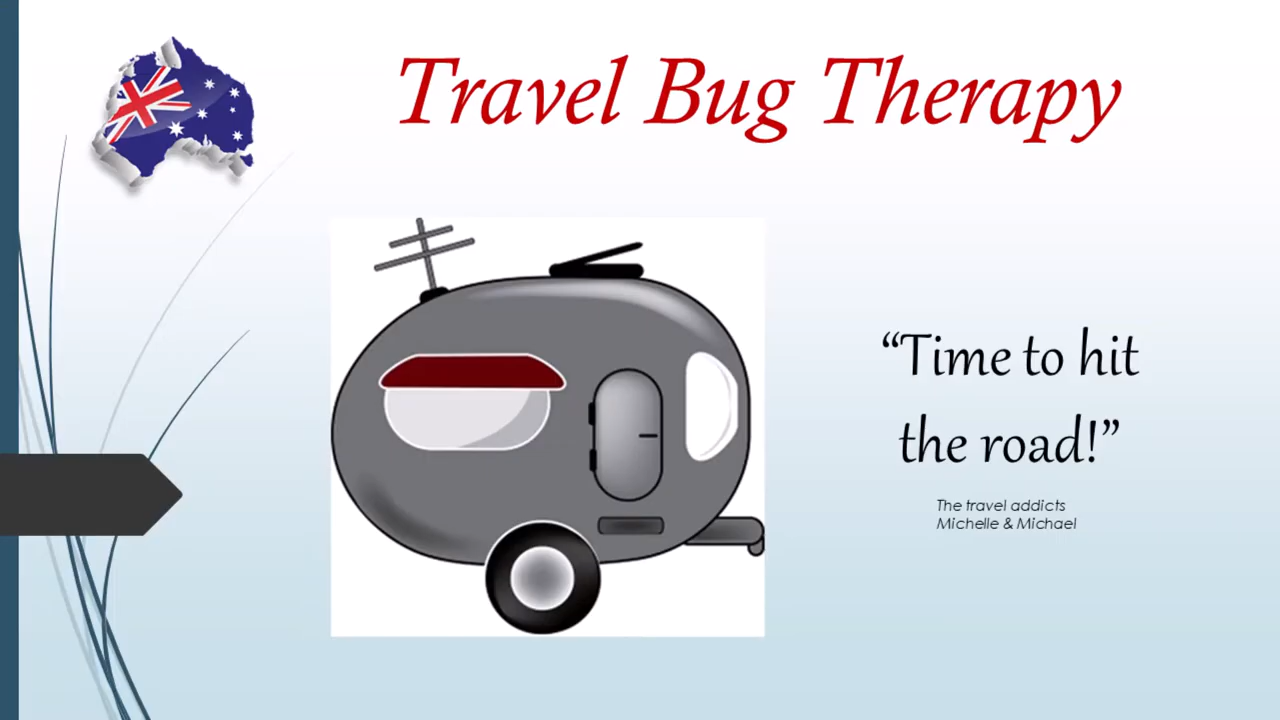 Travel Bug Therapy
“Time to hit
the road!”
The travel addicts
Michelle & Michael